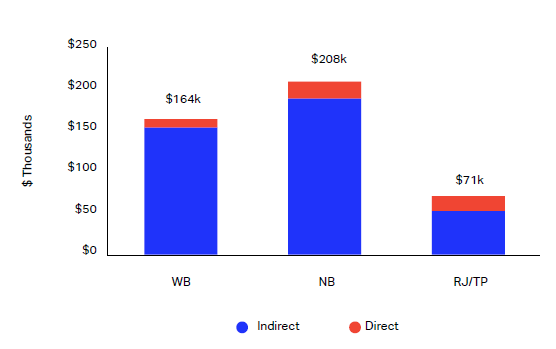 $ Thousands
$250
$200
$150
$100
$50
$0
$164k
$208k
$71k
WB
NB
RJ/TP
Indirect
Direct